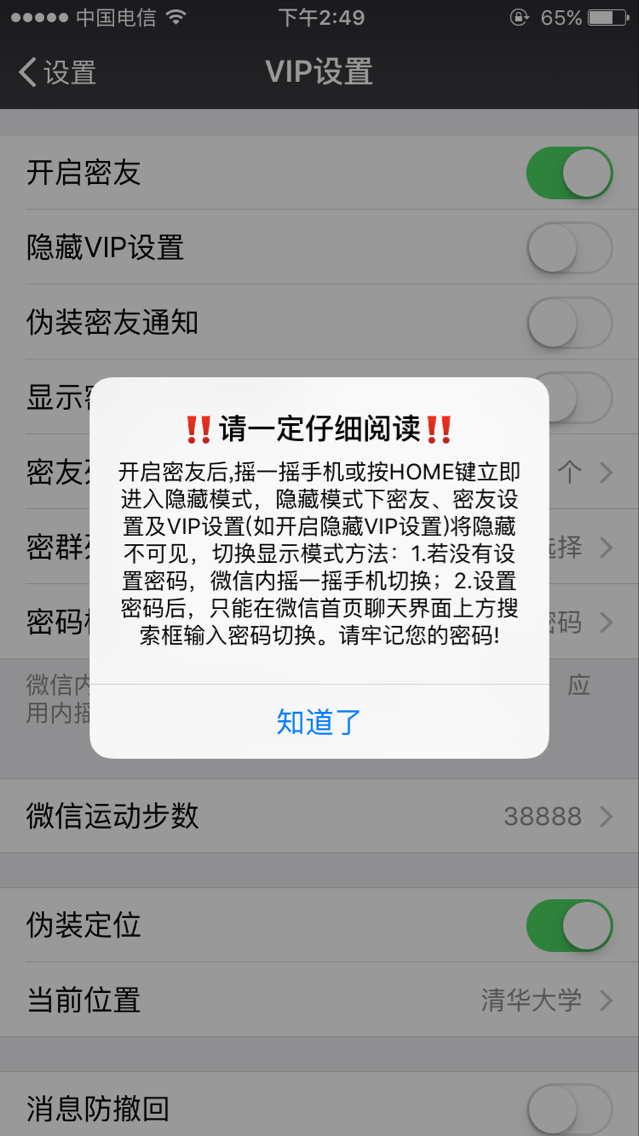 中国电信 下午2:49 65%
设置 VIP设置
开启密友
隐藏VIP设置
伪装密友通知
显示
‼️请一定仔细阅读‼️
开启密友后,摇一摇手机或按HOME键立即
进入隐藏模式，隐藏模式下密友、密友设
置及VIP设置(如开启隐藏VIP设置)将隐藏
不可见，切换显示模式方法：1.若没有设
置密码，微信内摇一摇手机切换；2.设置
密码后，只能在微信首页聊天界面上方搜
索框输入密码切换。请牢记您的密码!
知道了
密友 个
密群
密码 密码
微信内 应
用内摇
微信运动步数 38888
伪装定位
当前位置 清华大学
消息防撤回